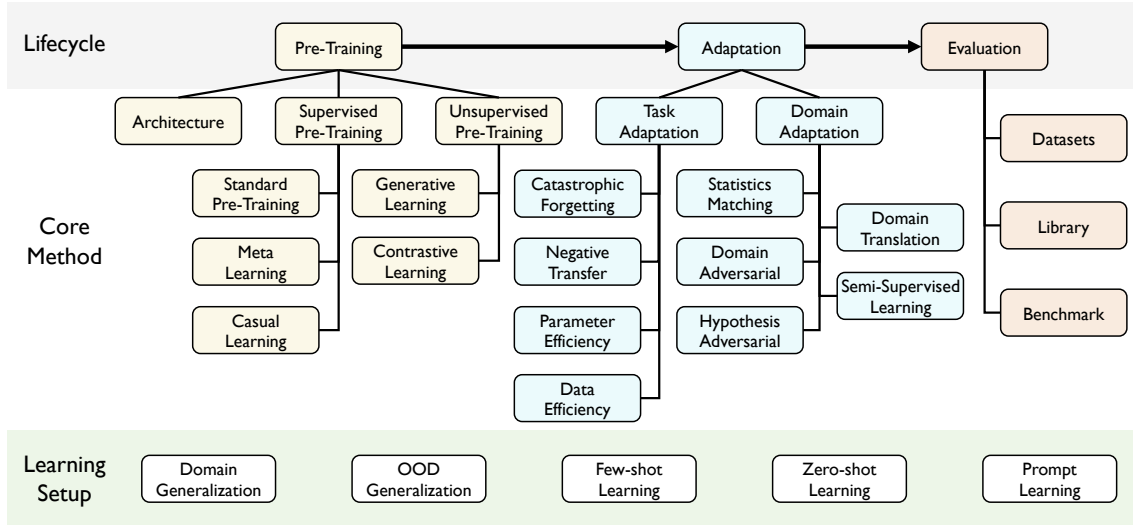 Lifecycle
Pre-Training
Adaptation
Evaluation
Architecture
Supervised
Pre-Training
Unsupervised
Pre-Training
Task
Adaptation
Domain
Adaptation
Datasets
Library
Benchmark
Core
Method
Standard
Pre-Training
Meta
Learning
Casual
Learning
Generative
Learning
Contrastive
Learning
Catastrophic
Forgetting
Negative
Transfer
Parameter
Efficiency
Data
Efficiency
Statistics
Matching
Domain
Adversarial
Hypothesis
Adversarial
Domain
Translation
Semi-Supervised
Learning
Learning
Setup
Domain
Generalization
OOD
Generalization
Few-shot
Learning
Zero-shot
Learning
Prompt
Learning